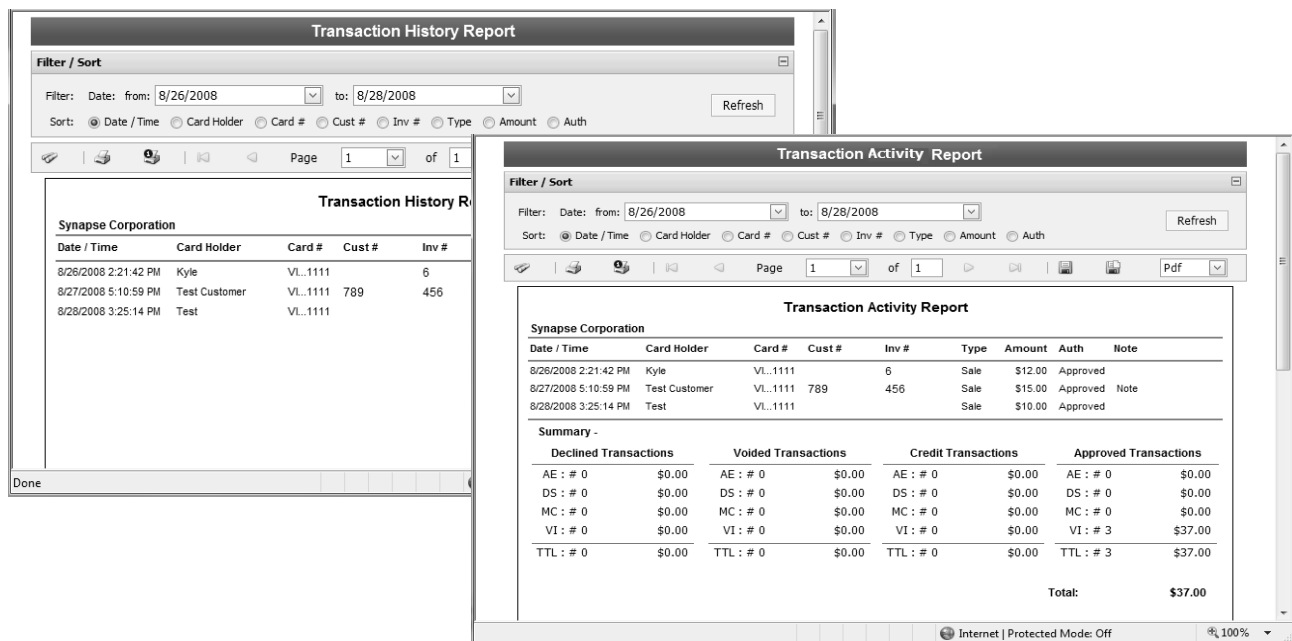 Transaction History Report
Filter / Sort
Filter: Date: from: 8/26/2008 to: 8/28/2008
Refresh
Sort: Date / Time Card Holder Card # Cust # Inv # Type Amount Auth
Page 1 of 1
Transaction History R
Synapse Corporation
Date / Time Card Holder Card # Cust # Inv #
8/26/2008 2:21:42 PM Kyle VI...1111 6
8/27/2008 5:10:59 PM Test Customer VI...1111 789 456
8/28/2008 3:25:14 PM Test VI...1111
Done
Transaction Activity Report
Filter / Sort
Filter: Date: from: 8/26/2008 to: 8/28/2008
Refresh
Sort: Date / Time Card Holder Card # Cust # Inv # Type Amount Auth
Page 1 of 1 Pdf
Transaction Activity Report
Synapse Corporation
Date / Time Card Holder Card # Cust # Inv # Type Amount Auth Note
8/26/2008 2:21:42 PM Kyle VI...1111 6 Sale $12.00 Approved
8/27/2008 5:10:59 PM Test Customer VI...1111 789 456 Sale $15.00 Approved Note
8/28/2008 3:25:14 PM Test VI...1111 Sale $10.00 Approved
Summary -
Declined Transactions Voided Transactions Credit Transactions Approved Transactions
AE : # 0 $0.00 AE : # 0 $0.00 AE : # 0 $0.00 AE : # 0 $0.00
DS : # 0 $0.00 DS : # 0 $0.00 DS : # 0 $0.00 DS : # 0 $0.00
MC : # 0 $0.00 MC : # 0 $0.00 MC : # 0 $0.00 MC : # 0 $0.00
VI : # 0 $0.00 VI : # 0 $0.00 VI : # 0 $0.00 VI : # 3 $37.00
TTL : # 0 $0.00 TTL : # 0 $0.00 TTL : # 0 $0.00 TTL : # 3 $37.00
Total: $37.00
Internet | Protected Mode: Off 100%